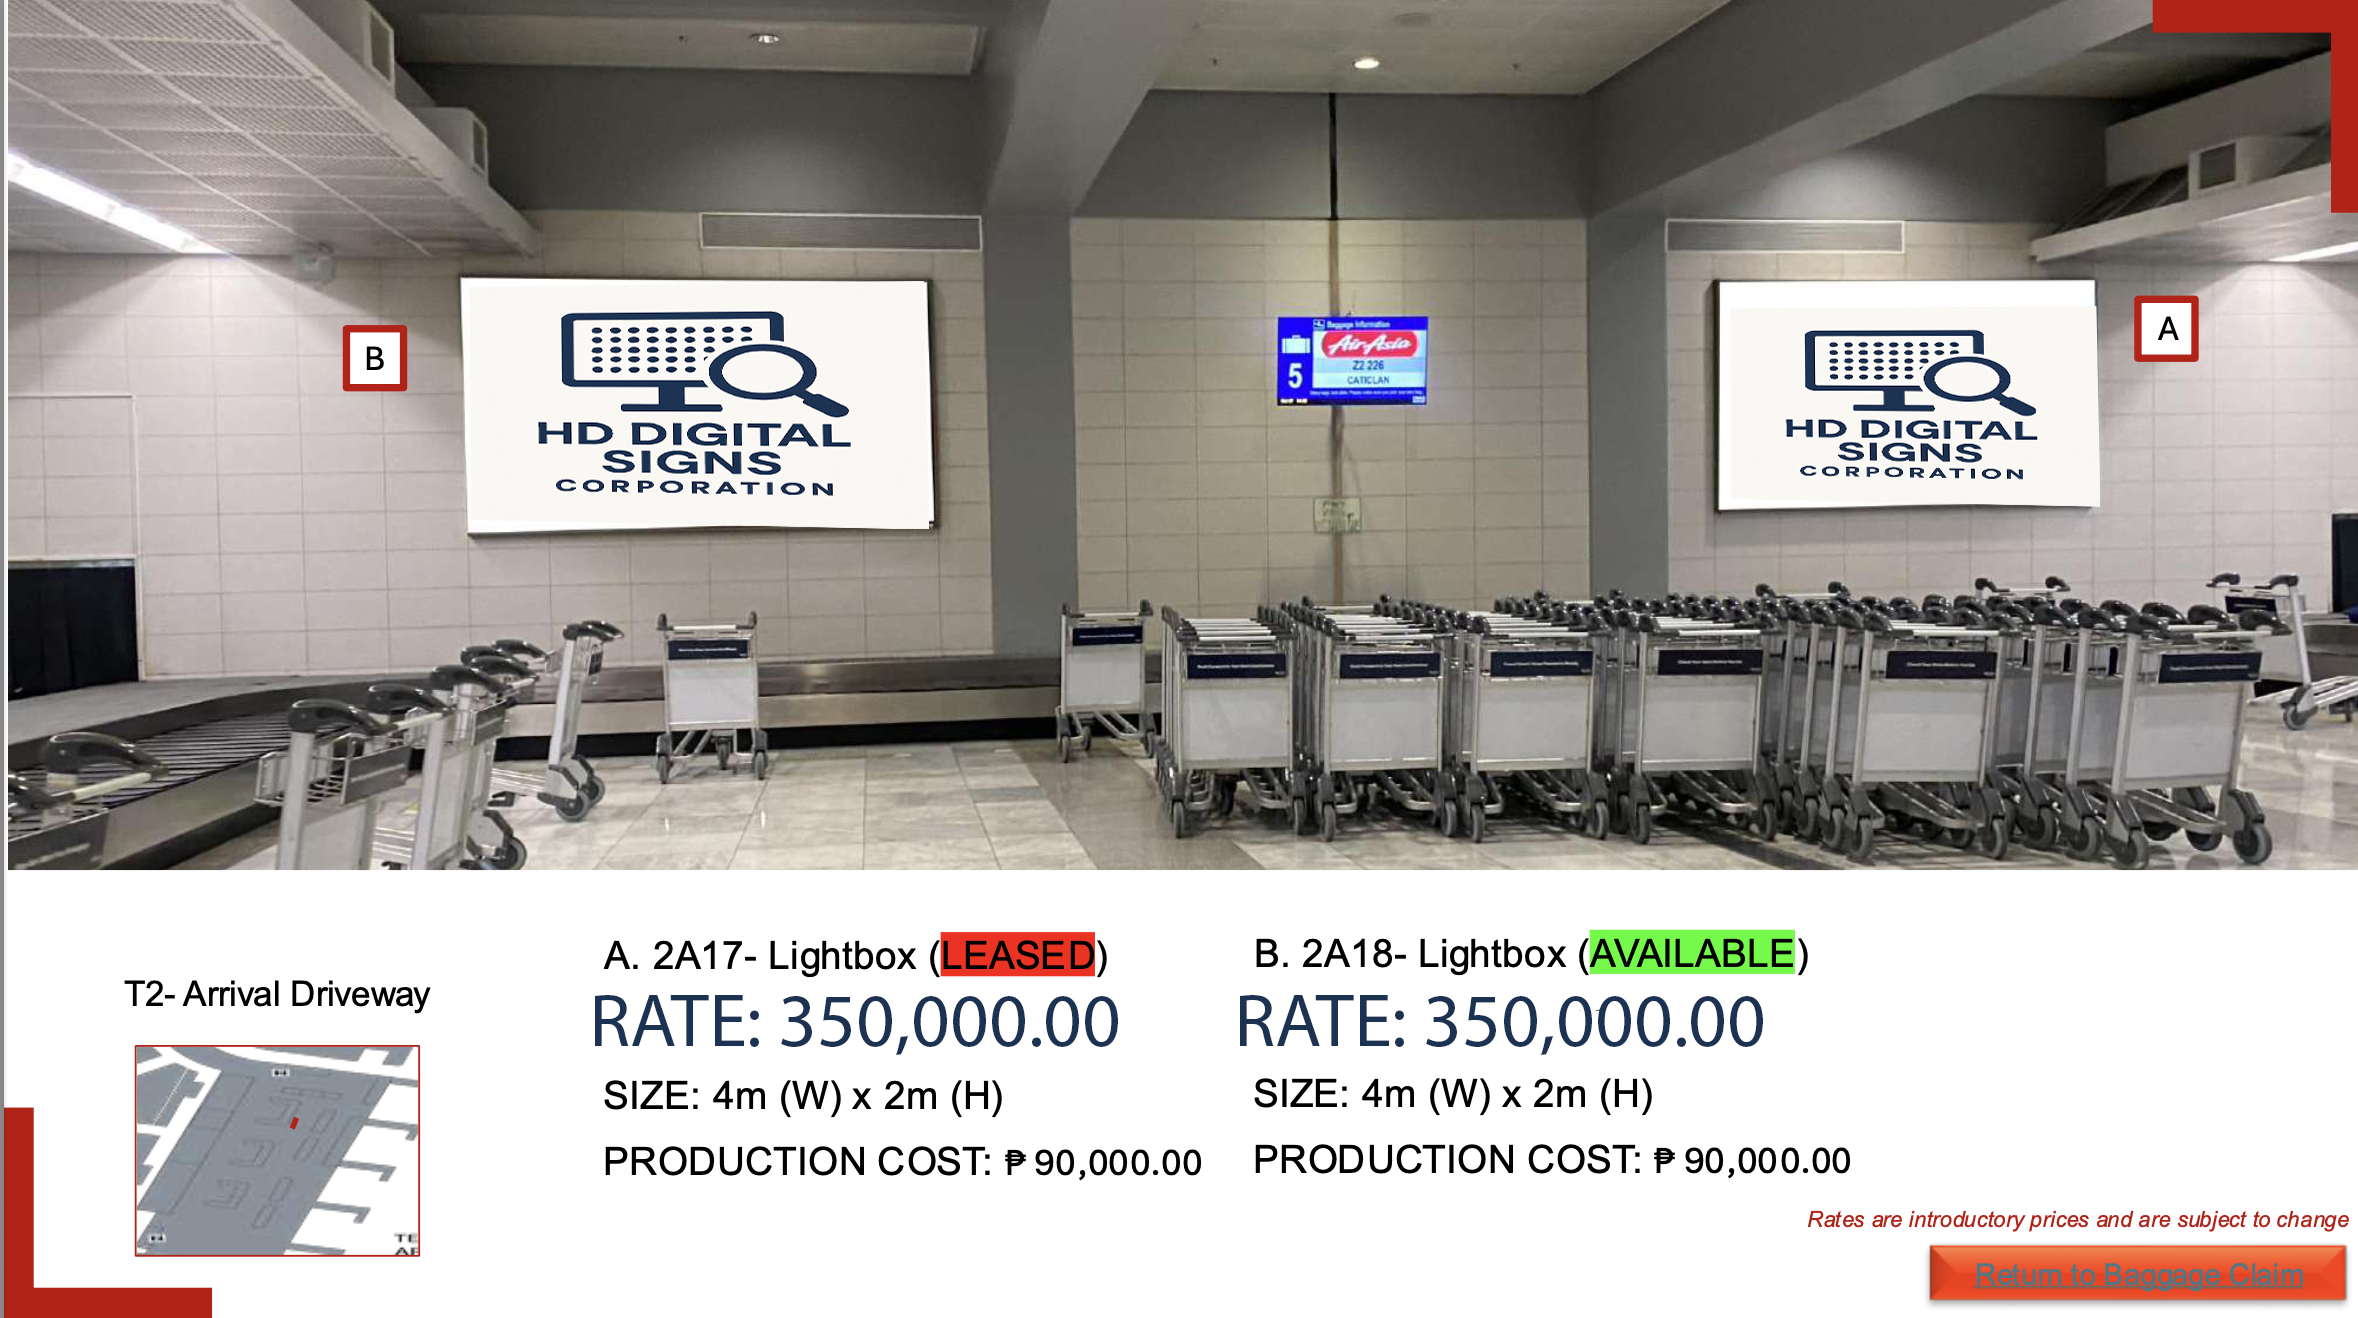 B
HD DIGITAL
SIGNS
CORPORATION
Baggage Information
5
AirAsia
Z2 226
CATICLAN
A
HD DIGITAL
SIGNS
CORPORATION
T2- Arrival Driveway
A. 2A17- Lightbox (LEASED)
RATE: 350,000.00
SIZE: 4m (W) x 2m (H)
PRODUCTION COST: ₱ 90,000.00
B. 2A18- Lightbox (AVAILABLE)
RATE: 350,000.00
SIZE: 4m (W) x 2m (H)
PRODUCTION COST: ₱ 90,000.00
Rates are introductory prices and are subject to change
Return to Baggage Claim